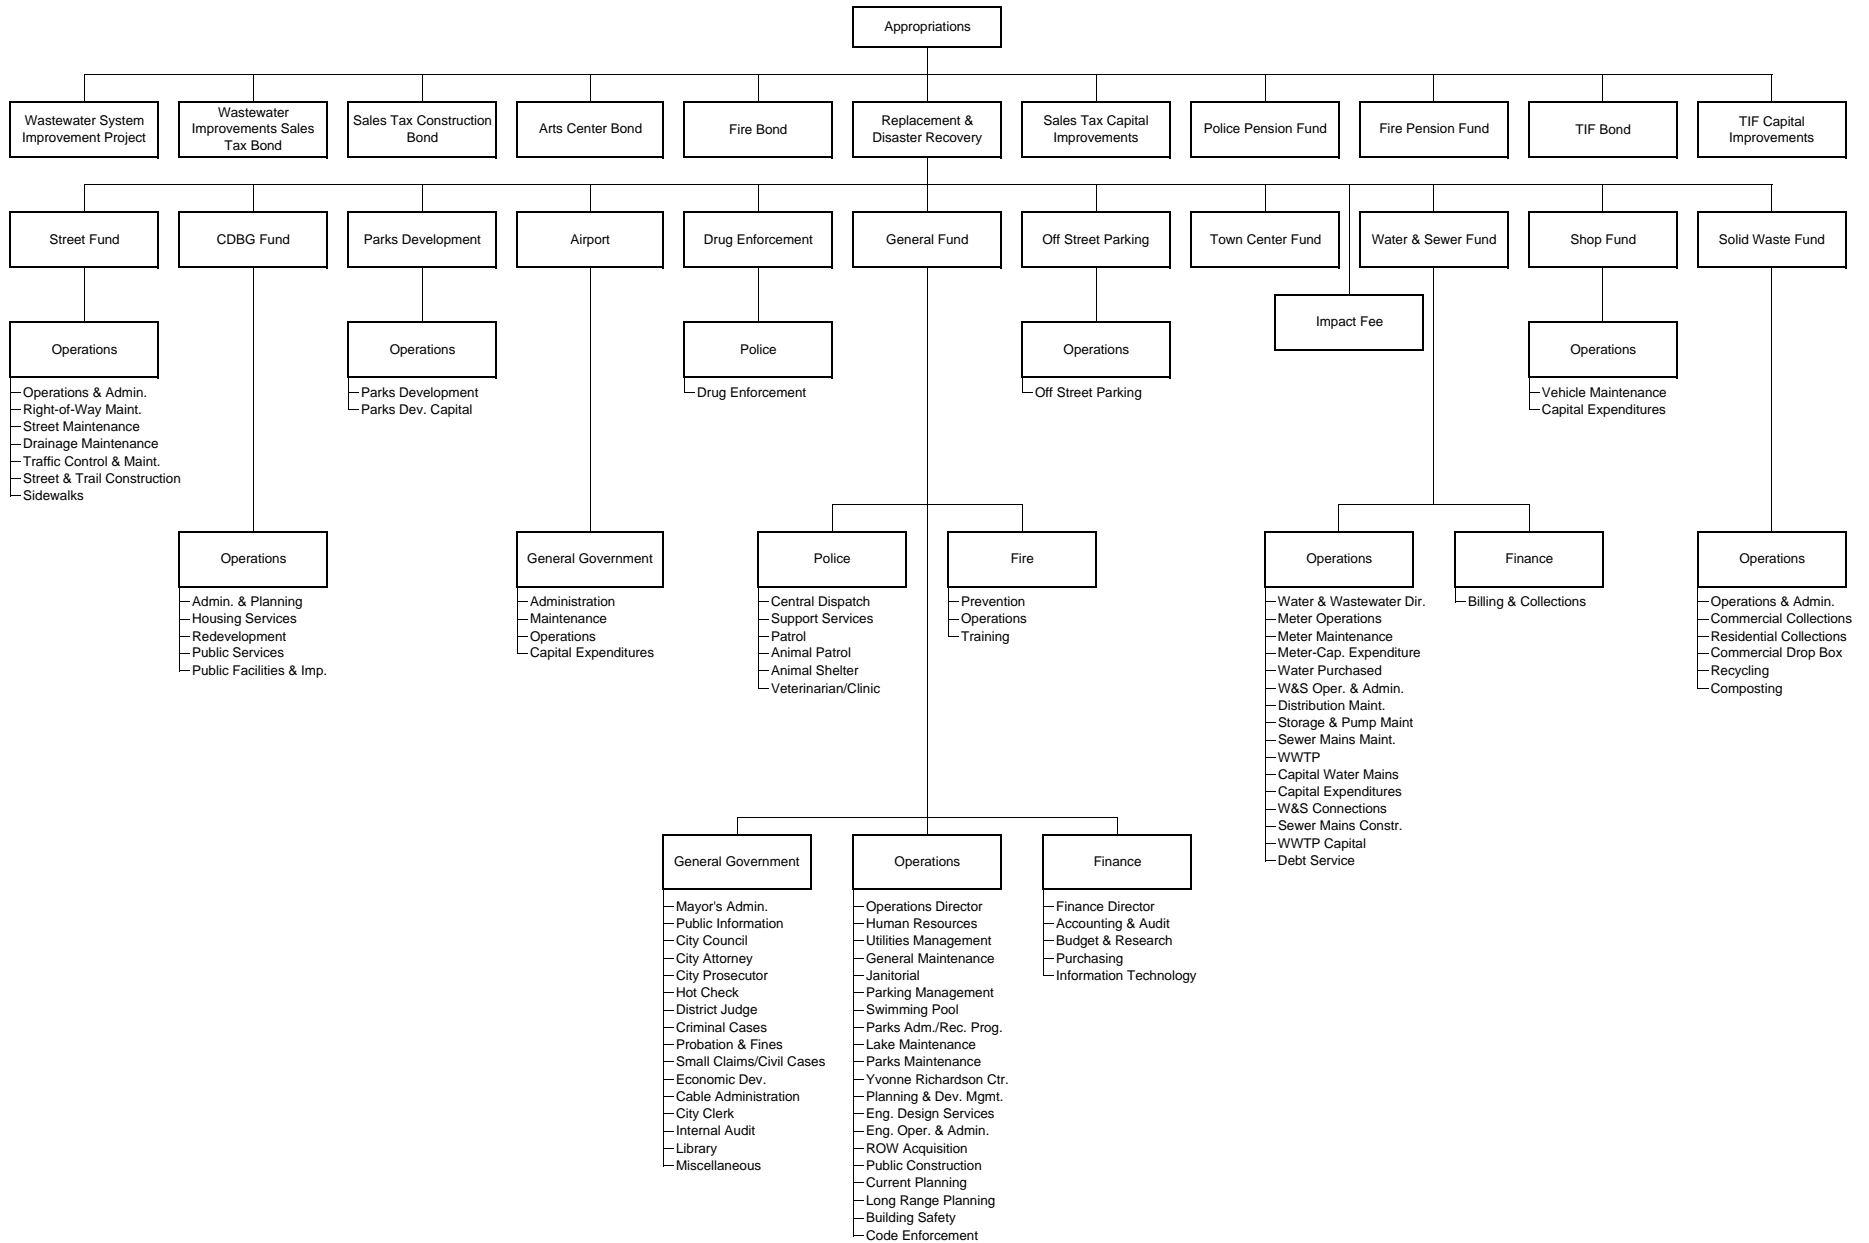 Appropriations
Wastewater System
Improvement Project
Wastewater
Improvements Sales
Tax Bond
Sales Tax Construction
Bond
Arts Center Bond
Fire Bond
Replacement &
Disaster Recovery
Sales Tax Capital
Improvements
Police Pension Fund
Fire Pension Fund
TIF Bond
TIF Capital
Improvements
Street Fund
CDBG Fund
Parks Development
Airport
Drug Enforcement
General Fund
Off Street Parking
Town Center Fund
Water & Sewer Fund
Shop Fund
Solid Waste Fund
Impact Fee
Operations
Operations & Admin.
Right-of-Way Maint.
Street Maintenance
Drainage Maintenance
Traffic Control & Maint.
Street & Trail Construction
Sidewalks
Operations
Parks Development
Parks Dev. Capital
Police
Drug Enforcement
Operations
Off Street Parking
Operations
Vehicle Maintenance
Capital Expenditures
Operations
Admin. & Planning
Housing Services
Redevelopment
Public Services
Public Facilities & Imp.
General Government
Administration
Maintenance
Operations
Capital Expenditures
Police
Central Dispatch
Support Services
Patrol
Animal Patrol
Animal Shelter
Veterinarian/Clinic
Fire
Prevention
Operations
Training
Operations
Water & Wastewater Dir.
Meter Operations
Meter Maintenance
Meter-Cap. Expenditure
Water Purchased
W&S Oper. & Admin.
Distribution Maint.
Storage & Pump Maint
Sewer Mains Maint.
WWTP
Capital Water Mains
Capital Expenditures
W&S Connections
Sewer Mains Constr.
WWTP Capital
Debt Service
Finance
Billing & Collections
Operations
Operations & Admin.
Commercial Collections
Residential Collections
Commercial Drop Box
Recycling
Composting
General Government
Mayor's Admin.
Public Information
City Council
City Attorney
City Prosecutor
Hot Check
District Judge
Criminal Cases
Probation & Fines
Small Claims/Civil Cases
Economic Dev.
Cable Administration
City Clerk
Internal Audit
Library
Miscellaneous
Operations
Operations Director
Human Resources
Utilities Management
General Maintenance
Janitorial
Parking Management
Swimming Pool
Parks Adm./Rec. Prog.
Lake Maintenance
Parks Maintenance
Yvonne Richardson Ctr.
Planning & Dev. Mgmt.
Eng. Design Services
Eng. Oper. & Admin.
ROW Acquisition
Public Construction
Current Planning
Long Range Planning
Building Safety
Code Enforcement
Finance
Finance Director
Accounting & Audit
Budget & Research
Purchasing
Information Technology